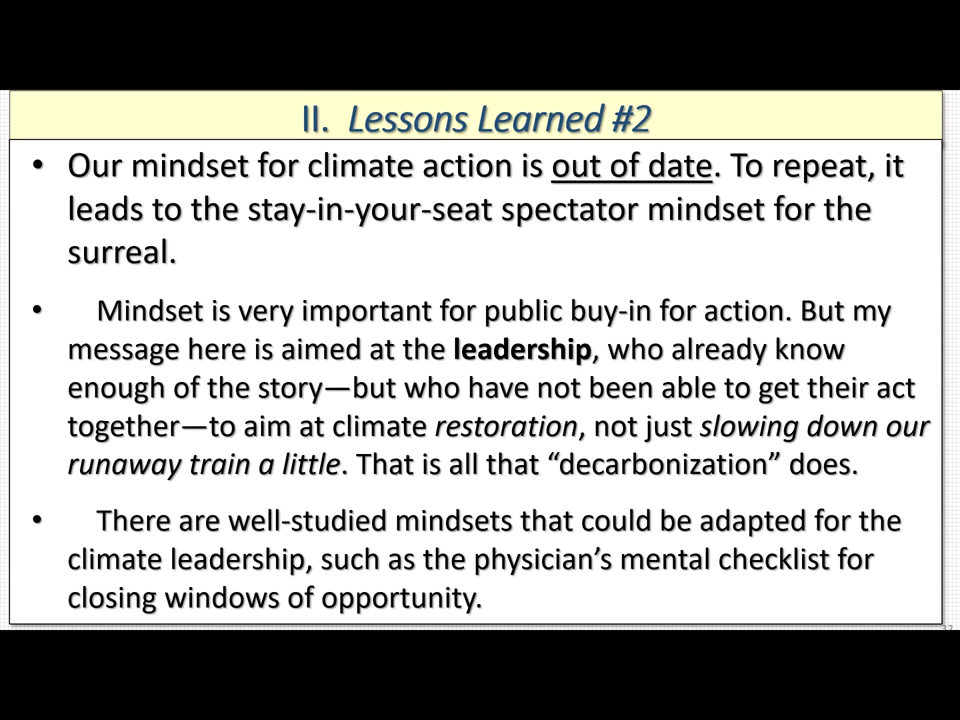 II. Lessons Learned #2
• Our mindset for climate action is out of date. To repeat, it
leads to the stay-in-your-seat spectator mindset for the
surreal.
• Mindset is very important for public buy-in for action. But my
message here is aimed at the leadership, who already know
enough of the story—but who have not been able to get their act
together—to aim at climate restoration, not just slowing down our
runaway train a little. That is all that “decarbonization” does.
• There are well-studied mindsets that could be adapted for the
climate leadership, such as the physician’s mental checklist for
closing windows of opportunity.